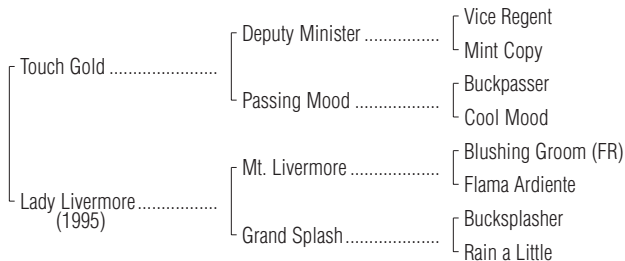 Vice Regent
Deputy Minister ................
Mint Copy
Touch Gold .......................
Buckpasser
Passing Mood ..................
Cool Mood
Blushing Groom (FR)
Mt. Livermore ...................
Flama Ardiente
Lady Livermore.................
(1995)
Bucksplasher
Grand Splash....................
Rain a Little